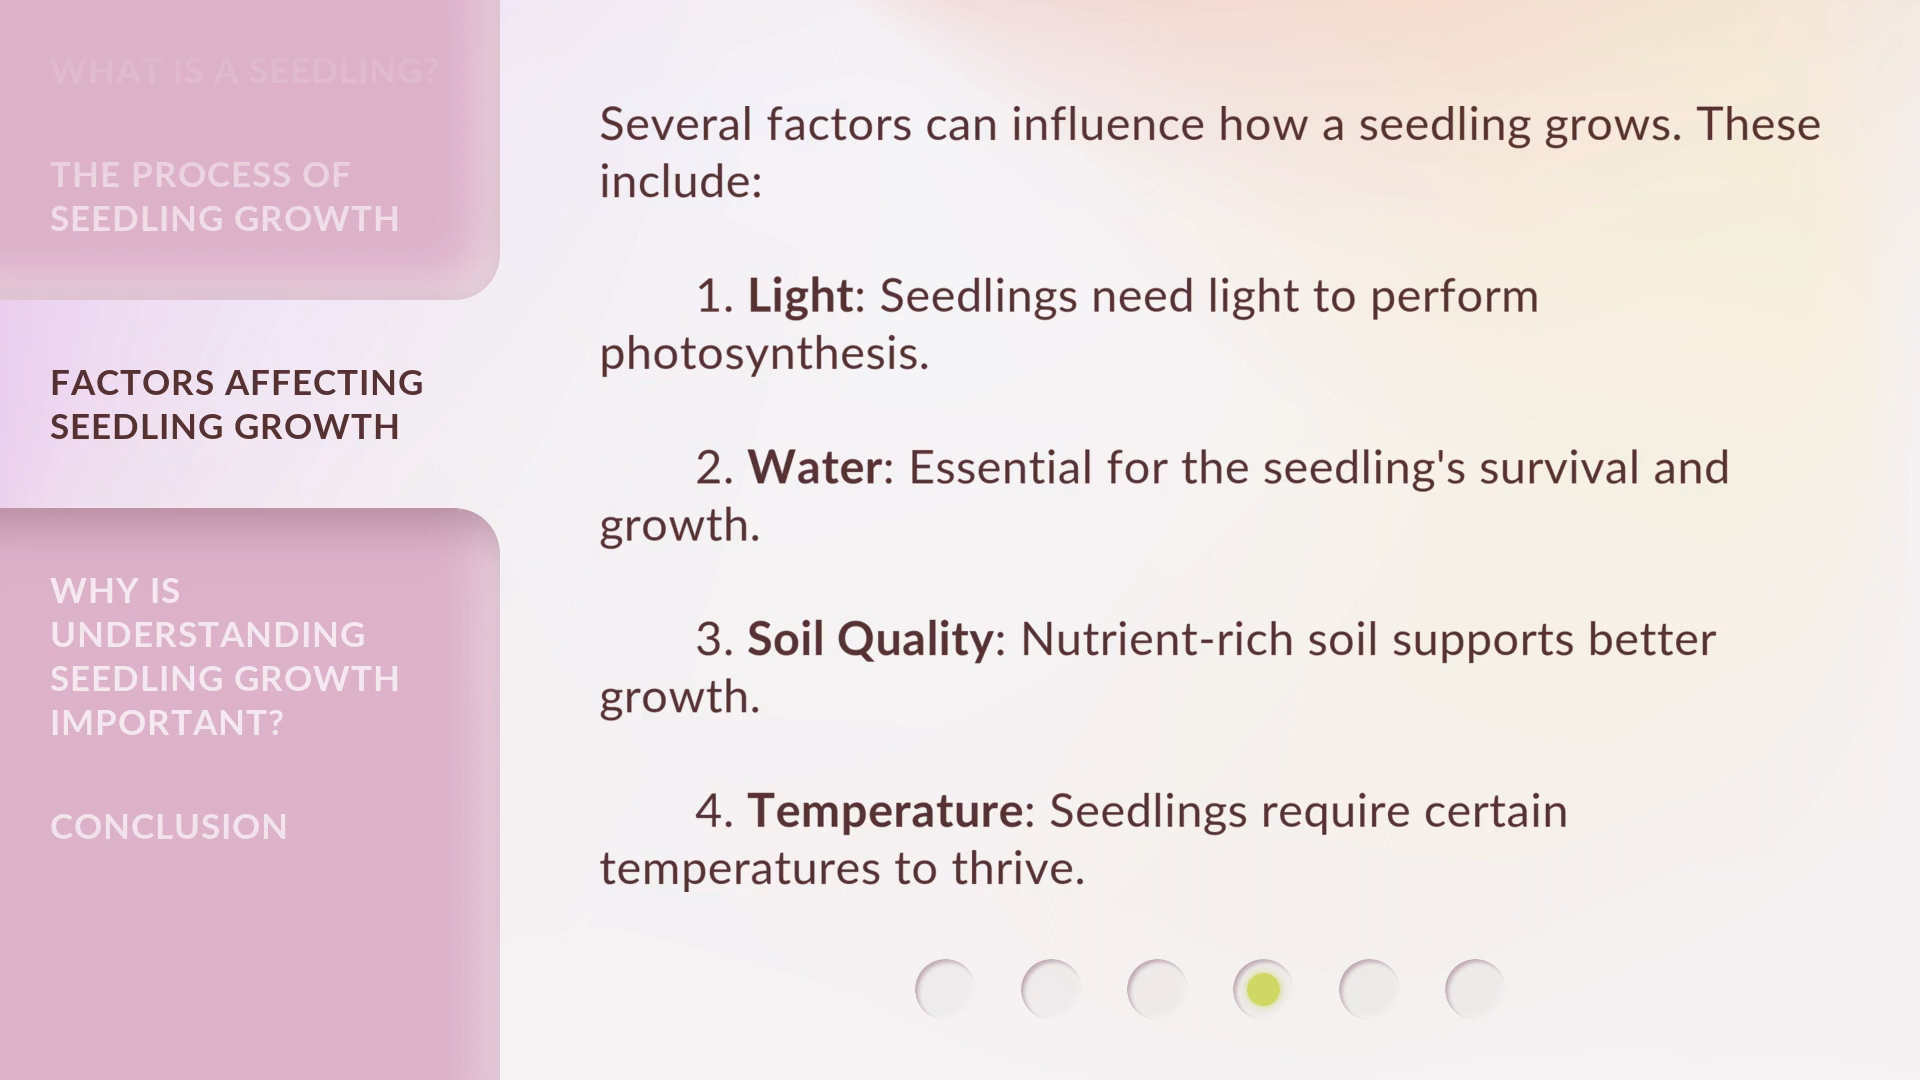 WHAT IS A SEEDLING?
THE PROCESS OF
SEEDLING GROWTH
FACTORS AFFECTING
SEEDLING GROWTH
WHY IS
UNDERSTANDING
SEEDLING GROWTH
IMPORTANT?
CONCLUSION
Several factors can influence how a seedling grows. These
include:
1. Light: Seedlings need light to perform
photosynthesis.
2. Water: Essential for the seedling's survival and
growth.
3. Soil Quality: Nutrient-rich soil supports better
growth.
4. Temperature: Seedlings require certain
temperatures to thrive.